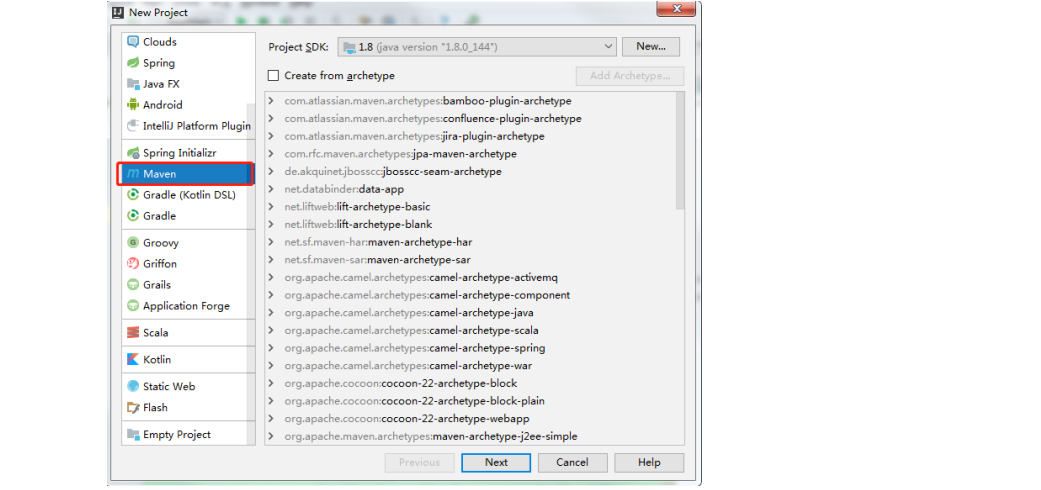 New Project
Clouds
Spring
Java FX
Android
IntelliJ Platform Plugin
Spring Initializr
Maven
Gradle (Kotlin DSL)
Gradle
Groovy
Griffon
Grails
Application Forge
Scala
Kotlin
Static Web
Flash
Empty Project
Project SDK: 1.8 (java version "1.8.0_144") New...
Create from archetype Add Archetype...
com.atlassian.maven.archetypes:bamboo-plugin-archetype
com.atlassian.maven.archetypes:confluence-plugin-archetype
com.atlassian.maven.archetypes:jira-plugin-archetype
com.rfc.maven.archetypes:jpa-maven-archetype
de.akquinet.jbosscc:jbosscc-seam-archetype
net.databinder:data-app
net.liftweb:lift-archetype-basic
net.liftweb:lift-archetype-blank
net.sf.maven-har:maven-archetype-har
net.sf.maven-sar:maven-archetype-sar
org.apache.camel.archetypes:camel-archetype-activemq
org.apache.camel.archetypes:camel-archetype-component
org.apache.camel.archetypes:camel-archetype-java
org.apache.camel.archetypes:camel-archetype-scala
org.apache.camel.archetypes:camel-archetype-spring
org.apache.camel.archetypes:camel-archetype-war
org.apache.cocoon:cocoon-22-archetype-block
org.apache.cocoon:cocoon-22-archetype-block-plain
org.apache.cocoon:cocoon-22-archetype-webapp
org.apache.maven.archetypes:maven-archetype-j2ee-simple
Previous Next Cancel Help